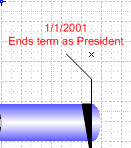 1/1/2001
Ends term as President